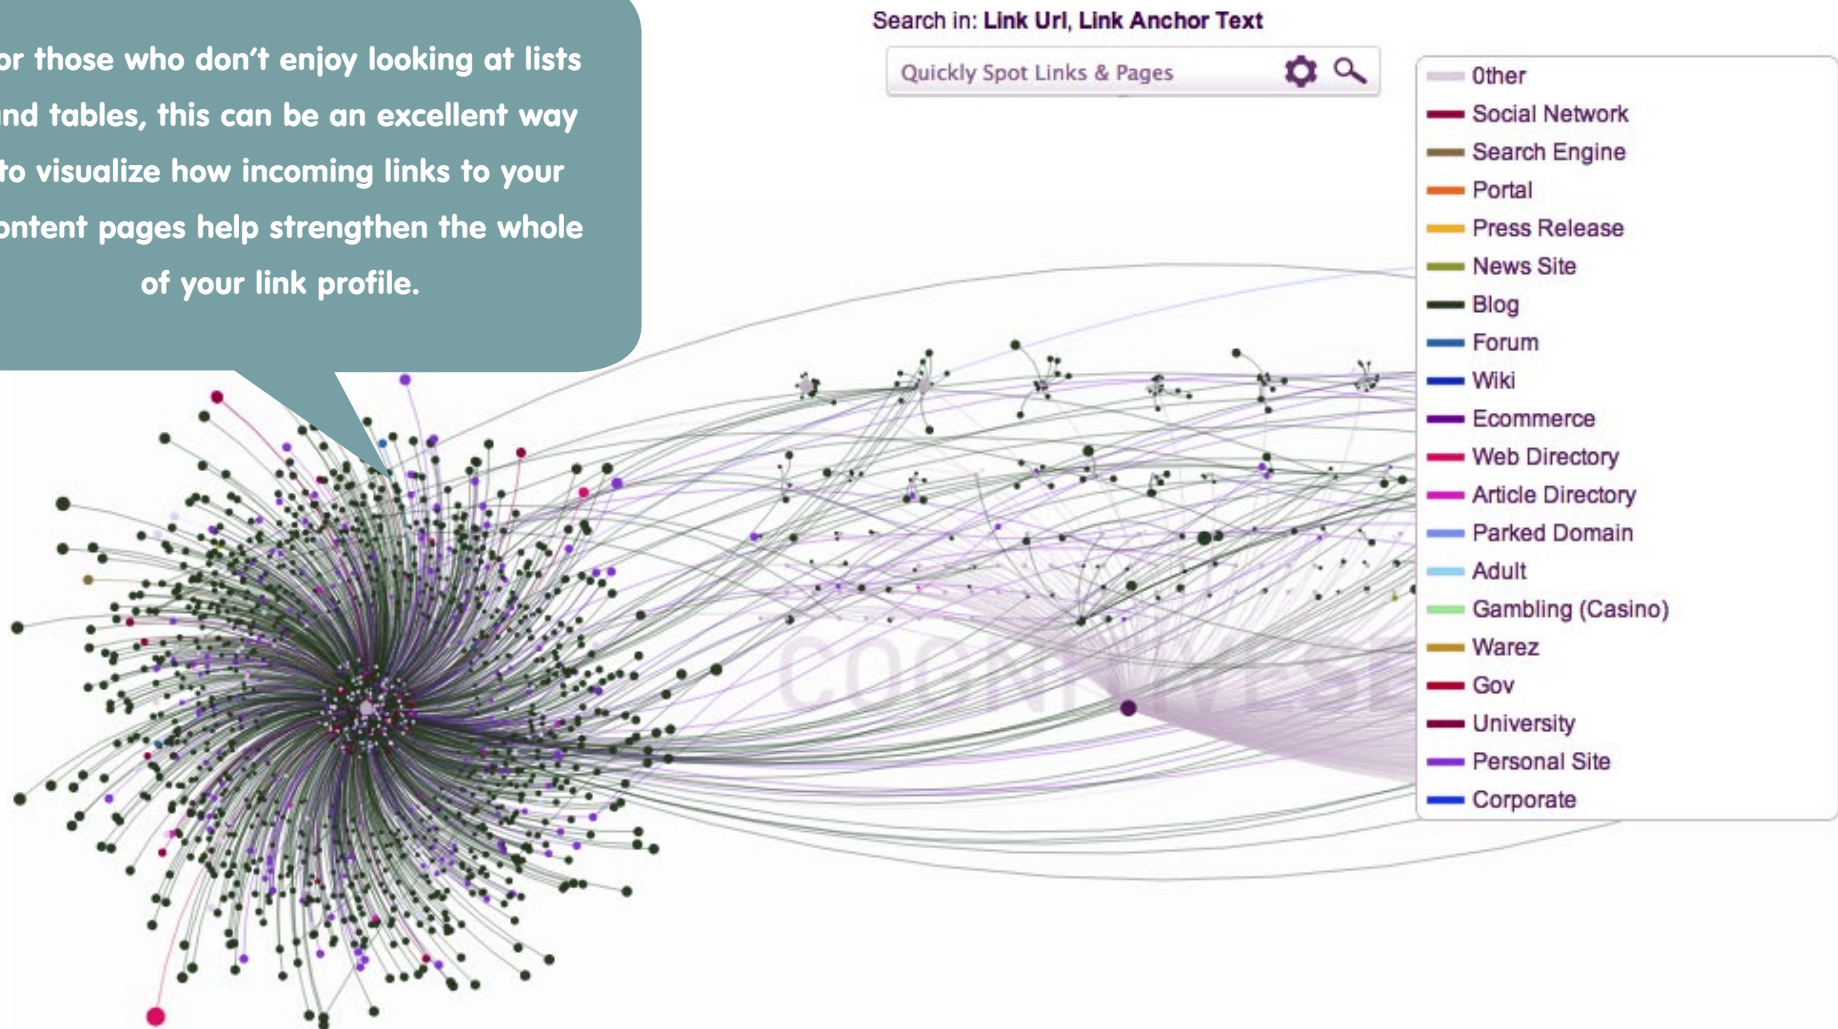 or those who don't enjoy looking at lists
nd tables, this can be an excellent way
to visualize how incoming links to your
ontent pages help strengthen the whole
of your link profile.
Search in: Link Url, Link Anchor Text
Quickly Spot Links & Pages
Other
Social Network
Search Engine
Portal
Press Release
News Site
Blog
Forum
Wiki
Ecommerce
Web Directory
Article Directory
Parked Domain
Adult
Gambling (Casino)
Warez
Gov
University
Personal Site
Corporate